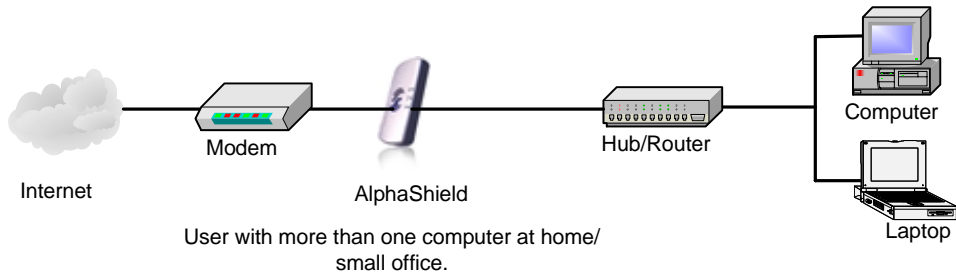 Internet
Modem
AlphaShield
Hub/Router
Computer
Laptop
User with more than one computer at home/
small office.